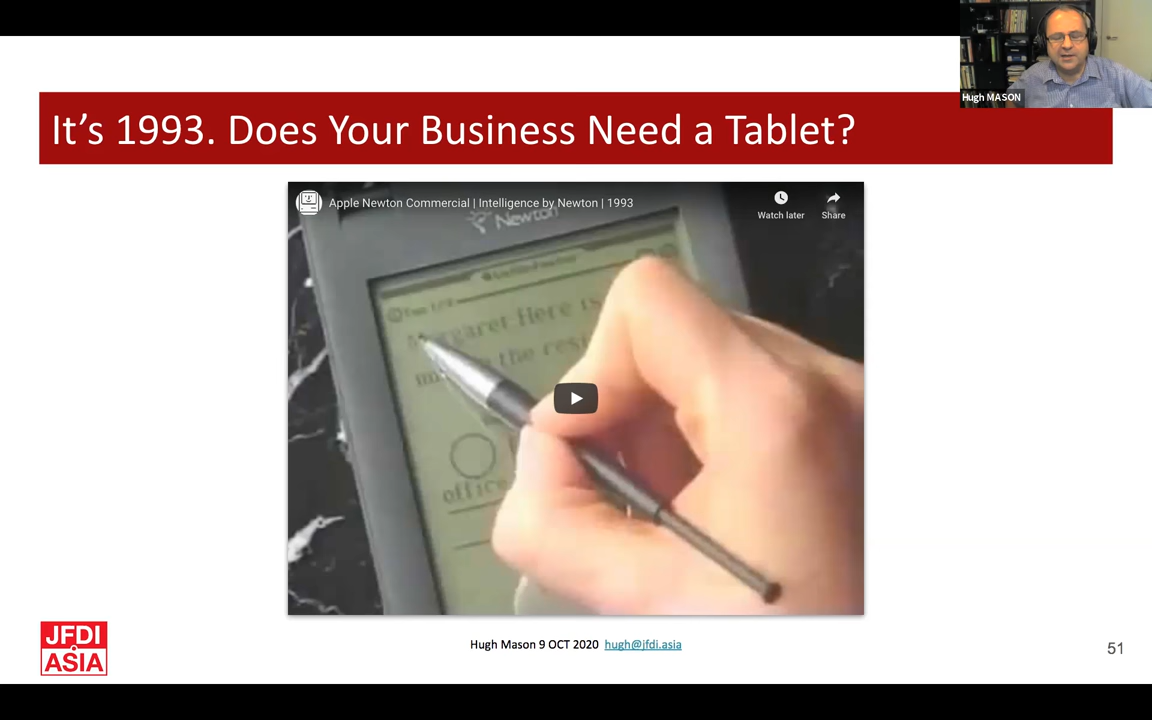 Hugh MASON
It's 1993. Does Your Business Need a Tablet?
Apple Newton Commercial | Intelligence by Newton | 1993
Watch later
Share
Newton
Margaret Here is
the
office
JFDI
ASIA
Hugh Mason 9 OCT 2020 hugh@jfdi.asia
51